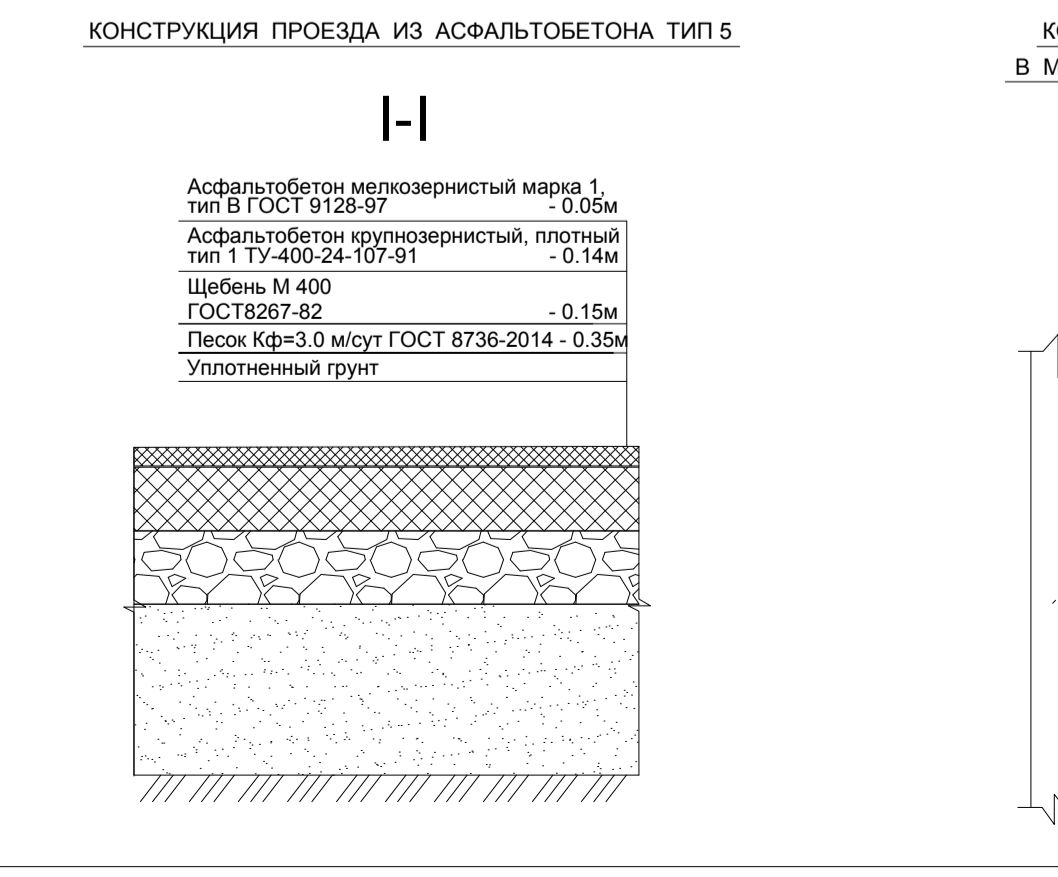 КОНСТРУКЦИЯ ПРОЕЗДА ИЗ АСФАЛЬТОБЕТОНА ТИП 5
I-I
Асфальтобетон мелкозернистый марка 1,
тип В ГОСТ 9128-97 - 0.05м
Асфальтобетон крупнозернистый, плотный
тип 1 ТУ-400-24-107-91 - 0.14м
Щебень М 400
ГОСТ8267-82 - 0.15м
Песок Кф=3.0 м/сут ГОСТ 8736-2014 - 0.35м
Уплотненный грунт
В